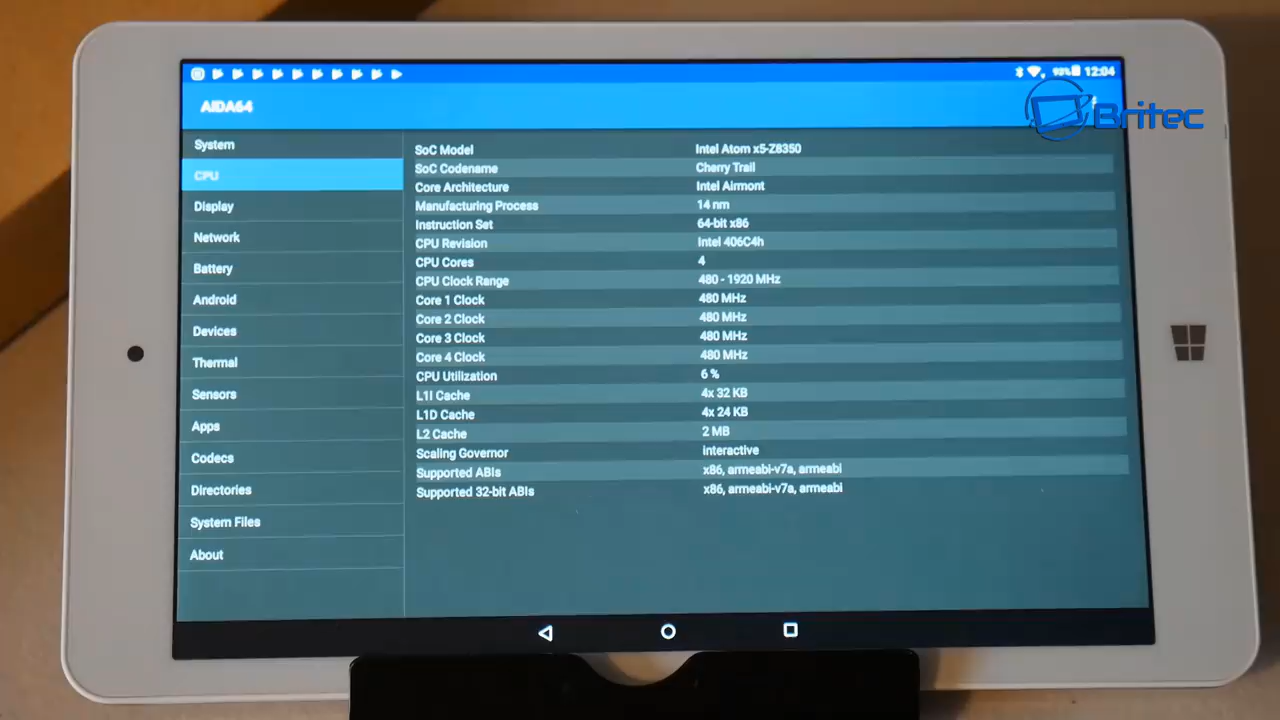 93% 12:04
AIDA64
Britec
System
CPU
Display
Network
Battery
Android
Devices
Thermal
Sensors
Apps
Codecs
Directories
System Files
About
SoC Model Intel Atom x5-Z8350
SoC Codename Cherry Trail
Core Architecture Intel Airmont
Manufacturing Process 14 nm
Instruction Set 64-bit x86
CPU Revision Intel 406C4h
CPU Cores 4
CPU Clock Range 480 - 1920 MHz
Core 1 Clock 480 MHz
Core 2 Clock 480 MHz
Core 3 Clock 480 MHz
Core 4 Clock 480 MHz
CPU Utilization 6 %
L1I Cache 4x 32 KB
L1D Cache 4x 24 KB
L2 Cache 2 MB
Scaling Governor Interactive
Supported ABIs x86, armeabi-v7a, armeabi
Supported 32-bit ABIs x86, armeabi-v7a, armeabi